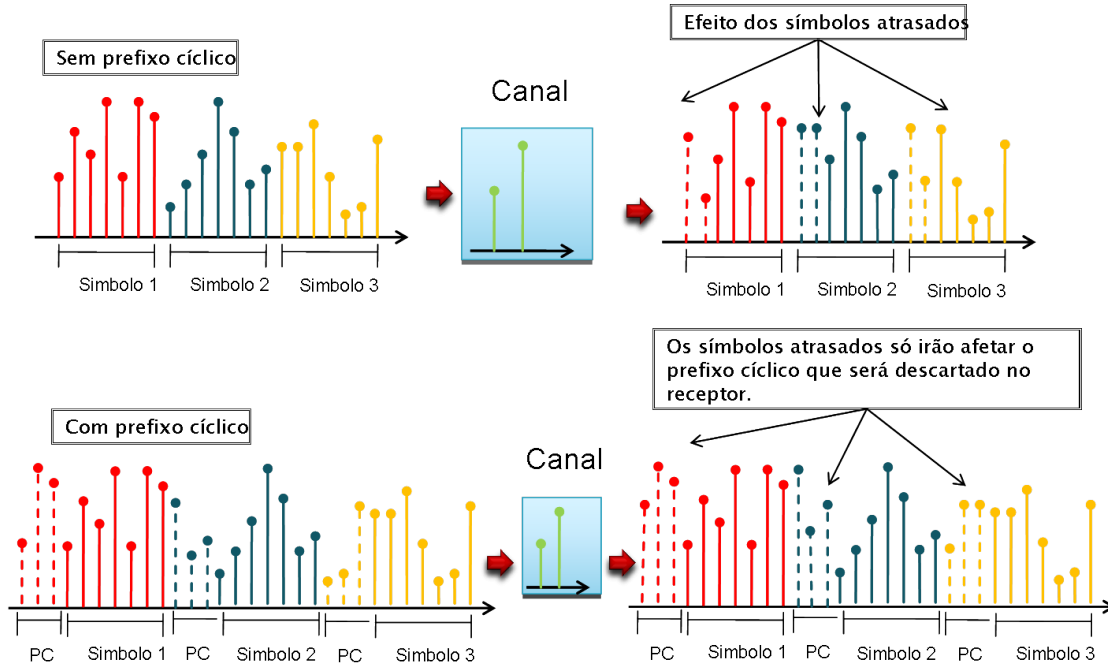 Sem prefixo cíclico
Efeito dos símbolos atrasados
Canal
Simbolo 1
Simbolo 2
Simbolo 3
Simbolo 1
Simbolo 2
Simbolo 3
Os símbolos atrasados só irão afetar o
prefixo cíclico que será descartado no
receptor.
Com prefixo cíclico
Canal
PC
Simbolo 1
PC
Simbolo 2
PC
Simbolo 3
PC
Simbolo 1
PC
Simbolo 2
PC
Simbolo 3